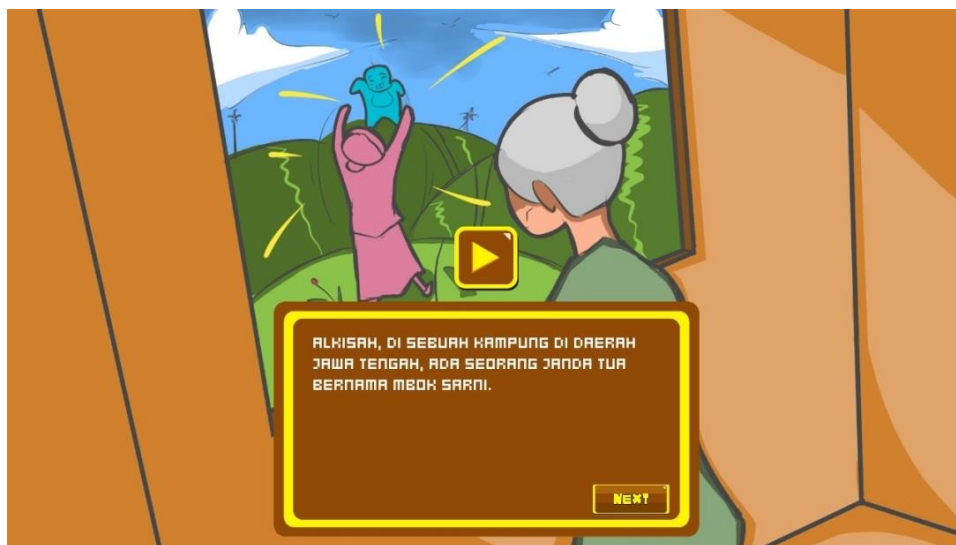 ALKISAH, DI SEBUAH KAMPUNG DI DAERAH
JAWA TENGAH, ADA SEORANG JANDA TUA
BERNAMA MBOK SARNI.
NEXT